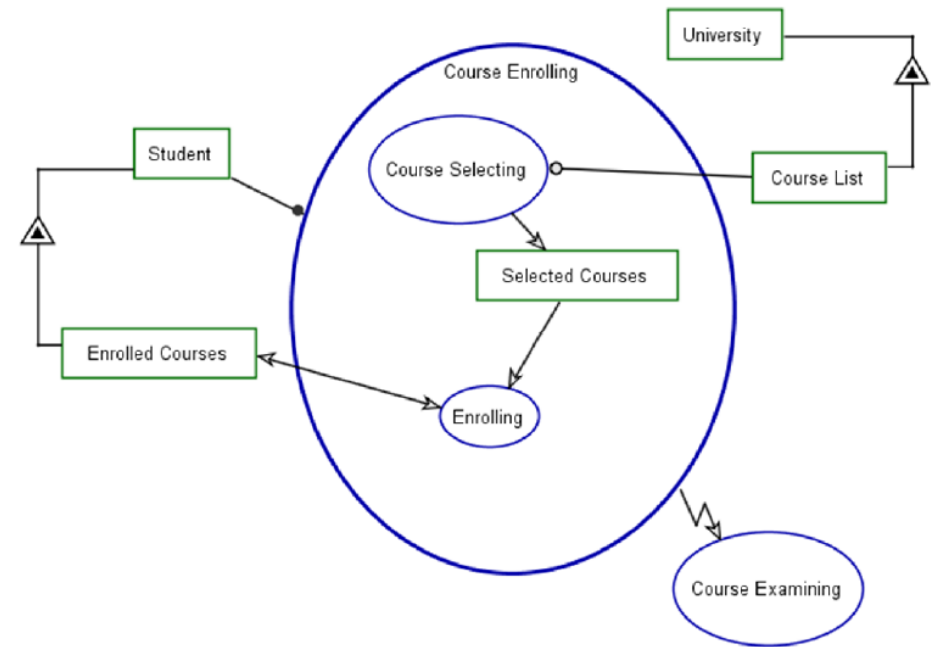 University
Course Enrolling
Student
Course Selecting
Course List
Selected Courses
Enrolled Courses
Enrolling
Course Examining